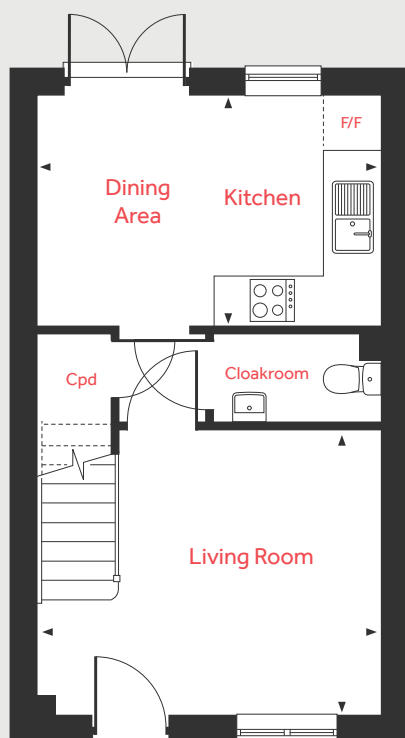 F/F
Dining
Area
Kitchen
Cpd
Cloakroom
Living Room